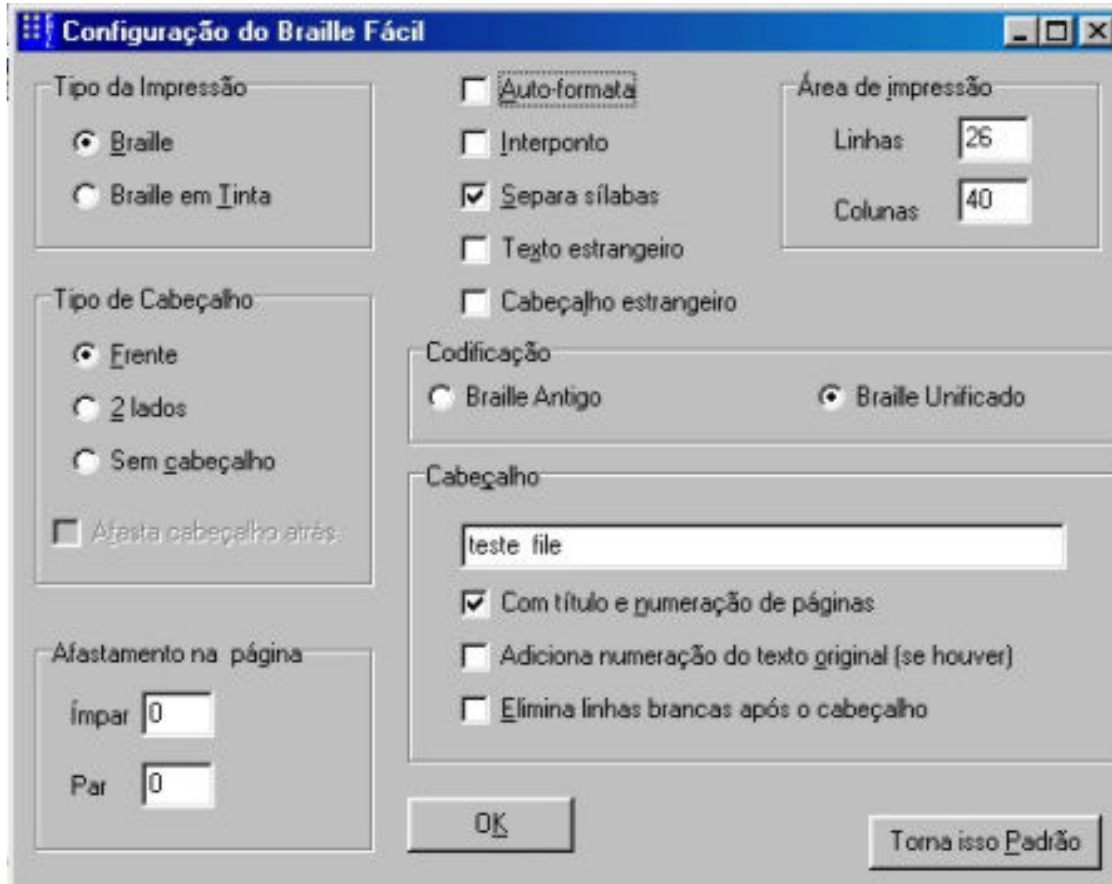 Configuração do Braille Fácil
Tipo da Impressão
Braille
Braille em Tinta
Auto-formata
Interponto
Separa sílabas
Texto estrangeiro
Cabeçalho estrangeiro
Área de impressão
Linhas 26
Colunas 40
Tipo de Cabeçalho
Frente
2 lados
Sem cabeçalho
Afasta cabeçalho atrás
Codificação
Braille Antigo Braille Unificado
Cabeçalho
teste file
Com título e numeração de páginas
Adiciona numeração do texto original (se houver)
Elimina linhas brancas após o cabeçalho
Afastamento na página
Ímpar 0
Par 0
OK
Torna isso Padrão